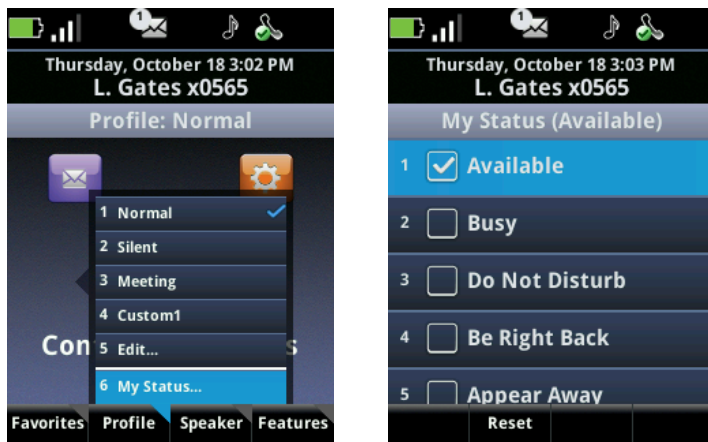 1
Thursday, October 18 3:02 PM
L. Gates x0565
Profile: Normal
1 Normal
2 Silent
3 Meeting
4 Custom1
5 Edit...
6 My Status...
Con
s
Favorites Profile Speaker Features
1
Thursday, October 18 3:03 PM
L. Gates x0565
My Status (Available)
1 Available
2 Busy
3 Do Not Disturb
4 Be Right Back
5 Appear Away
Reset